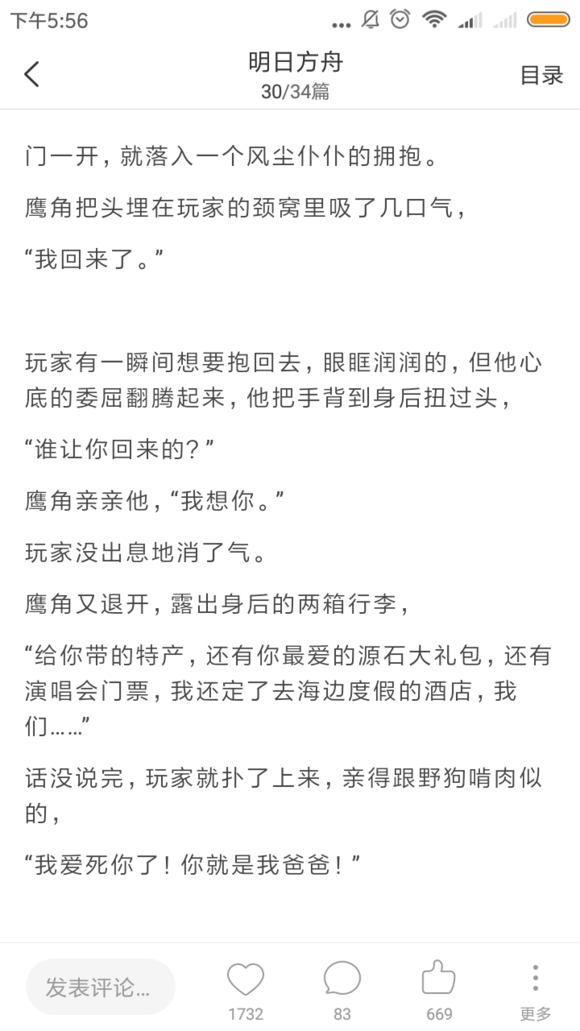 下午5:56
明日方舟
30/34篇
目录
门一开，就落入一个风尘仆仆的拥抱。
鹰角把头埋在玩家的颈窝里吸了几口气，
“我回来了。”
玩家有一瞬间想要抱回去，眼眶润润的，但他心
底的委屈翻腾起来，他把手背到身后扭过头，
“谁让你回来的？”
鹰角亲亲他，“我想你。”
玩家没出息地消了气。
鹰角又退开，露出身后的两箱行李，
“给你带的特产，还有你最爱的源石大礼包，还有
演唱会门票，我还定了去海边度假的酒店，我
们……”
话没说完，玩家就扑了上来，亲得跟野狗啃肉似
的，
“我爱死你了！你就是我爸爸！”
发表评论...
1732
83
669
更多